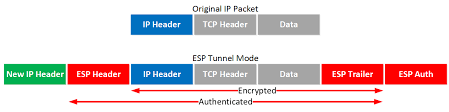 Original IP Packet
IP Header TCP Header Data
ESP Tunnel Mode
New IP Header ESP Header IP Header TCP Header Data ESP Trailer ESP Auth
Encrypted
Authenticated